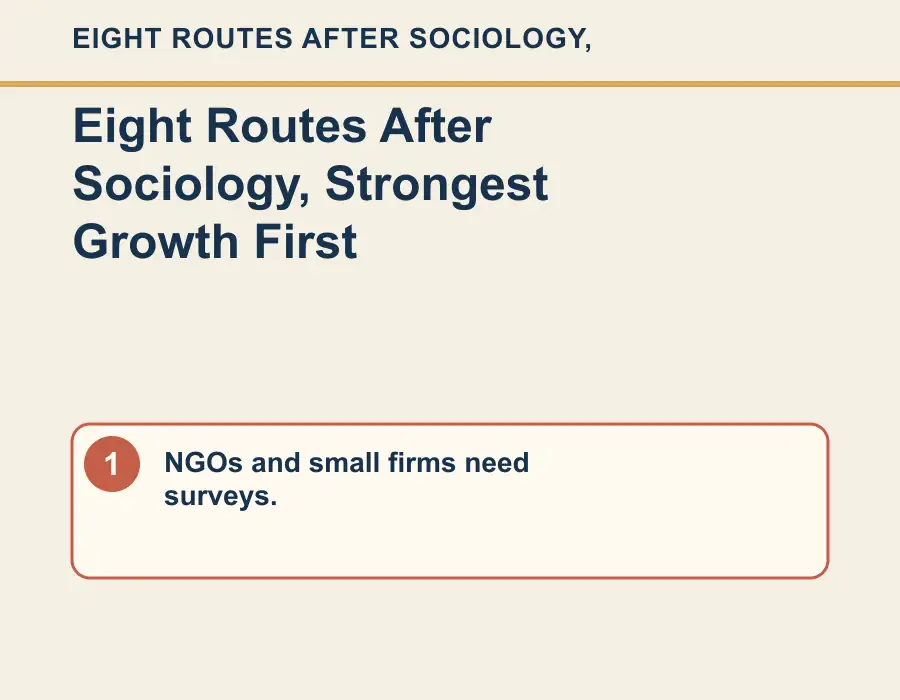 EIGHT ROUTES AFTER SOCIOLOGY,
Eight Routes After
Sociology, Strongest
Growth First
1
NGOs and small firms need
surveys.